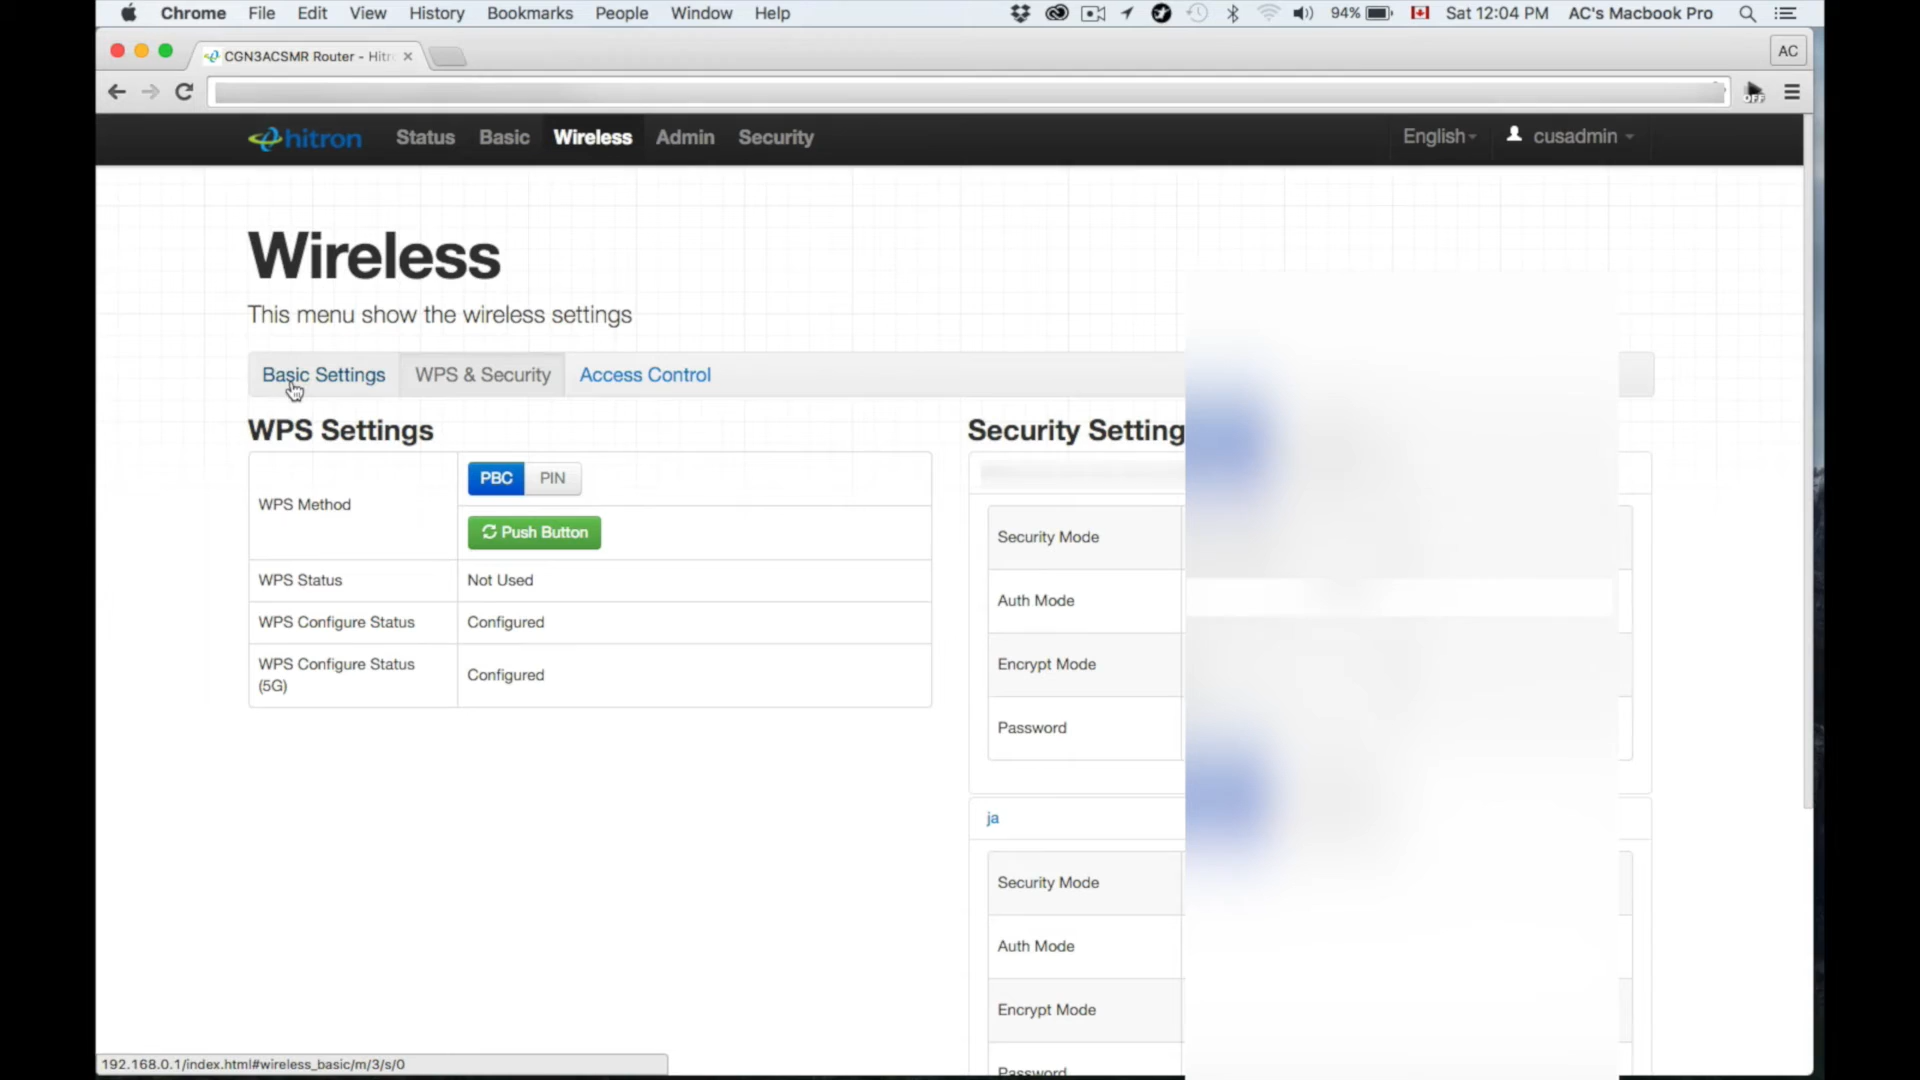 Chrome File Edit View History Bookmarks People Window Help 94% Sat 12:04 PM AC's Macbook Pro
CGN3ACSMR Router - Hitr
AC
OFF
hitron Status Basic Wireless Admin Security English cusadmin
Wireless
This menu show the wireless settings
Basic Settings WPS & Security Access Control
WPS Settings
WPS Method
PBC PIN
Push Button
WPS Status Not Used
WPS Configure Status Configured
WPS Configure Status
(5G)
Configured
Security Setting
Security Mode
Auth Mode
Encrypt Mode
Password
ja
Security Mode
Auth Mode
Encrypt Mode
Password
192.168.0.1/index.html#wireless_basic/m/3/s/0